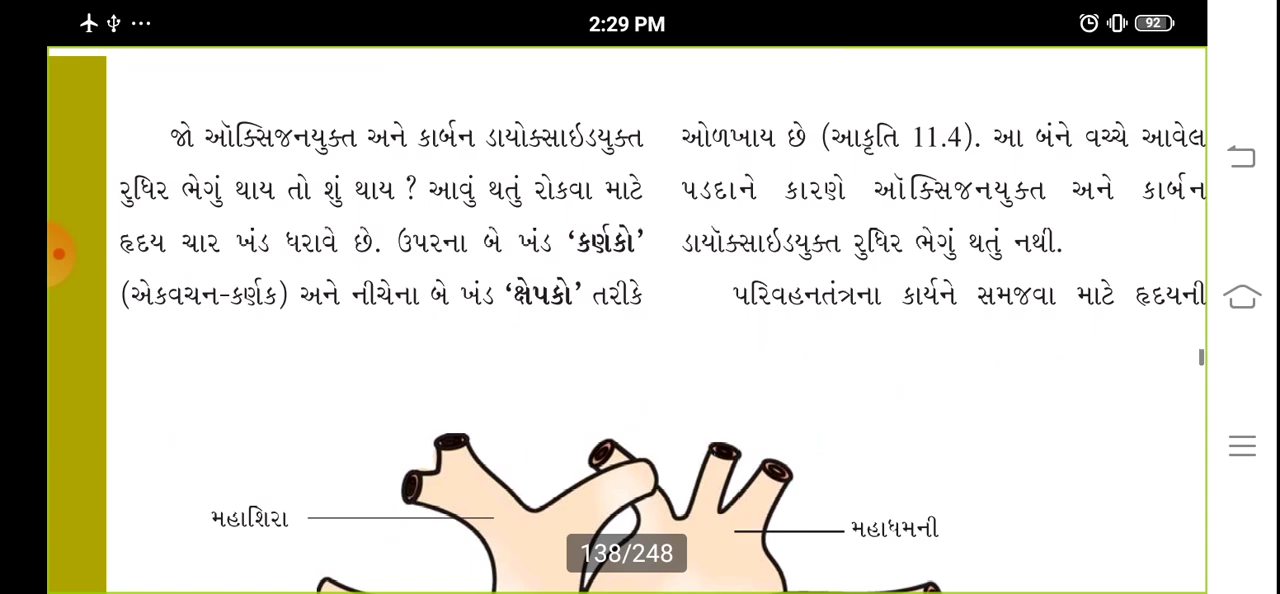 2:29 PM
92
જો ઑક્સિજનયુક્ત અને કાર્બન ડાયોક્સાઇડયુક્ત
રુધિર ભેગું થાય તો શું થાય ? આવું થતું રોકવા માટે
હૃદય ચાર ખંડ ધરાવે છે. ઉપરના બે ખંડ ‘કર્ણકો’
(એકવચન-કર્ણક) અને નીચેના બે ખંડ ‘ક્ષેપકો’ તરીકે
ઓળખાય છે (આકૃતિ 11.4). આ બંને વચ્ચે આવેલ
પડદાને કારણે ઑક્સિજનયુક્ત અને કાર્બન
ડાયૉક્સાઇડયુક્ત રુધિર ભેગું થતું નથી.
પરિવહનતંત્રના કાર્યને સમજવા માટે હૃદયની
મહાશિરા
મહાધમની
138/248